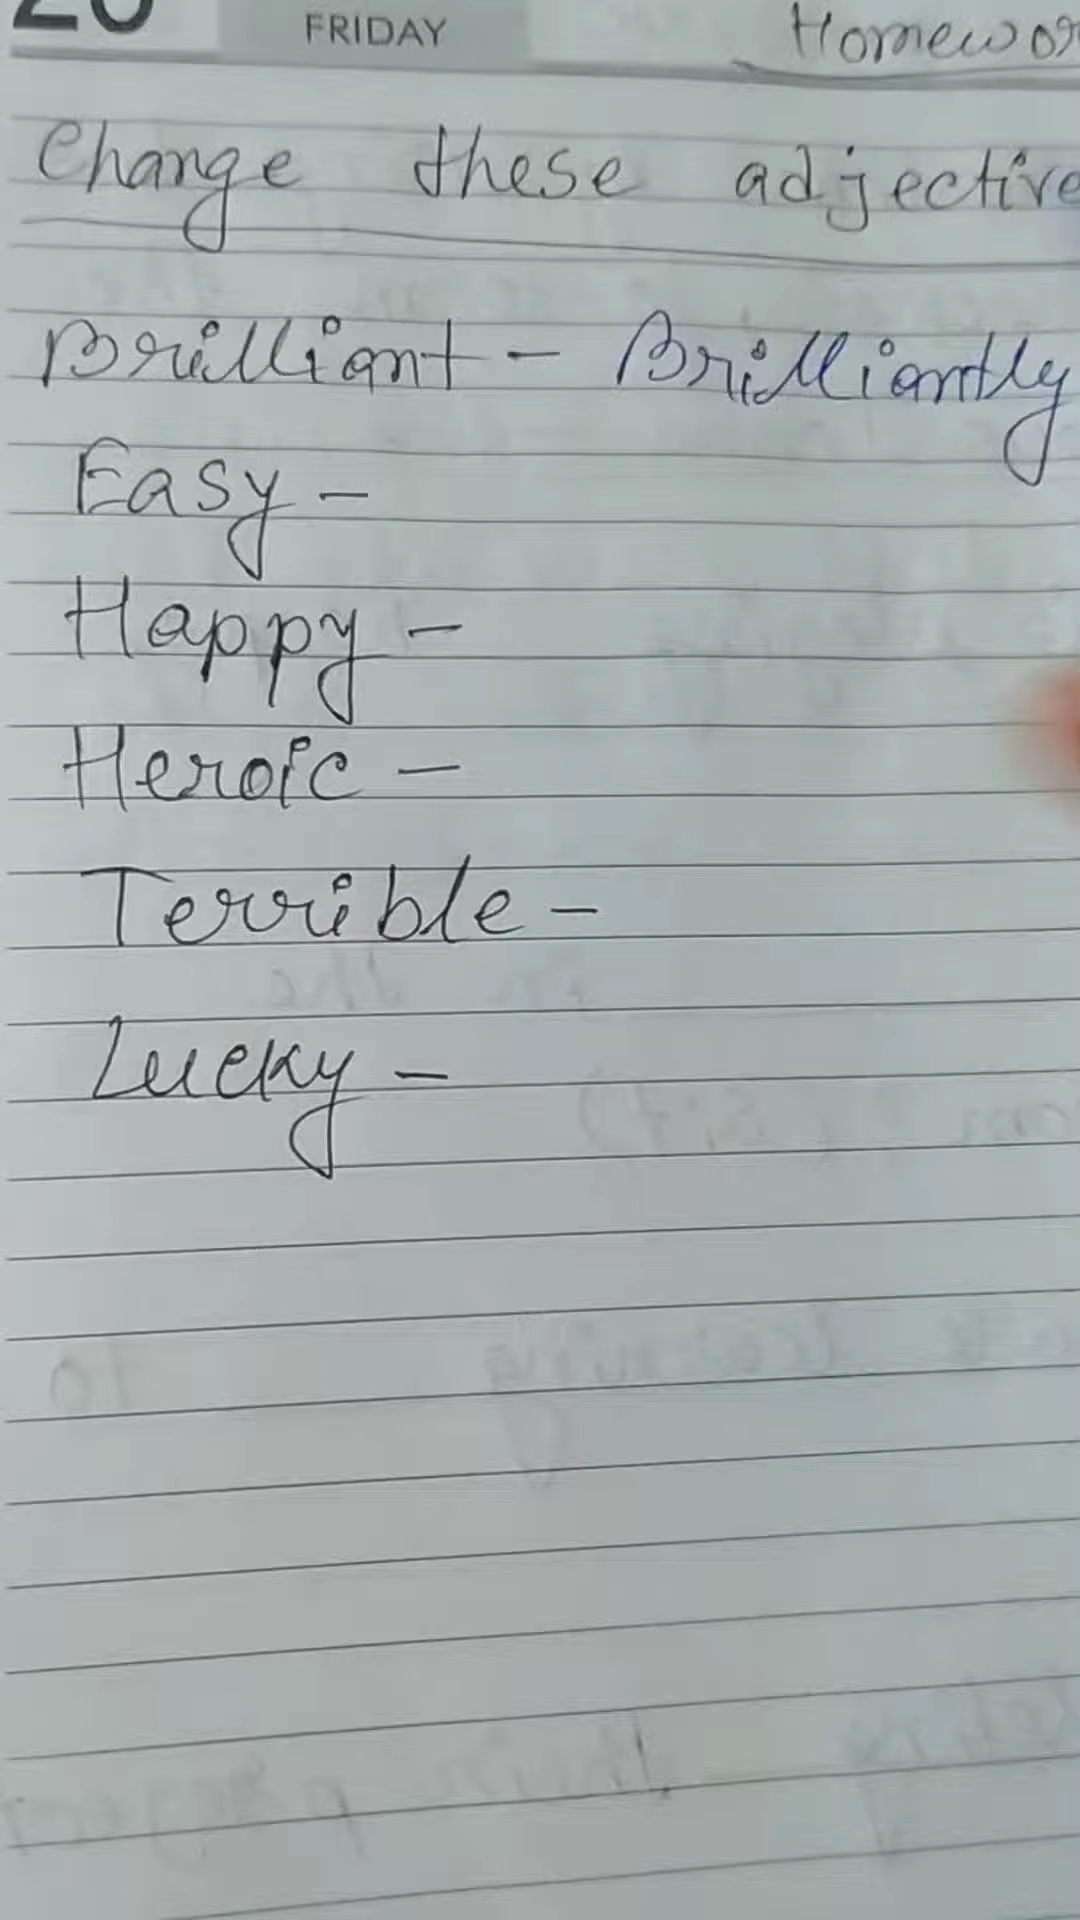 FRIDAY
Change these adjective
Brilliant - Brilliantly
Easy -
Happy -
Heroic -
Terrible -
Lucky -